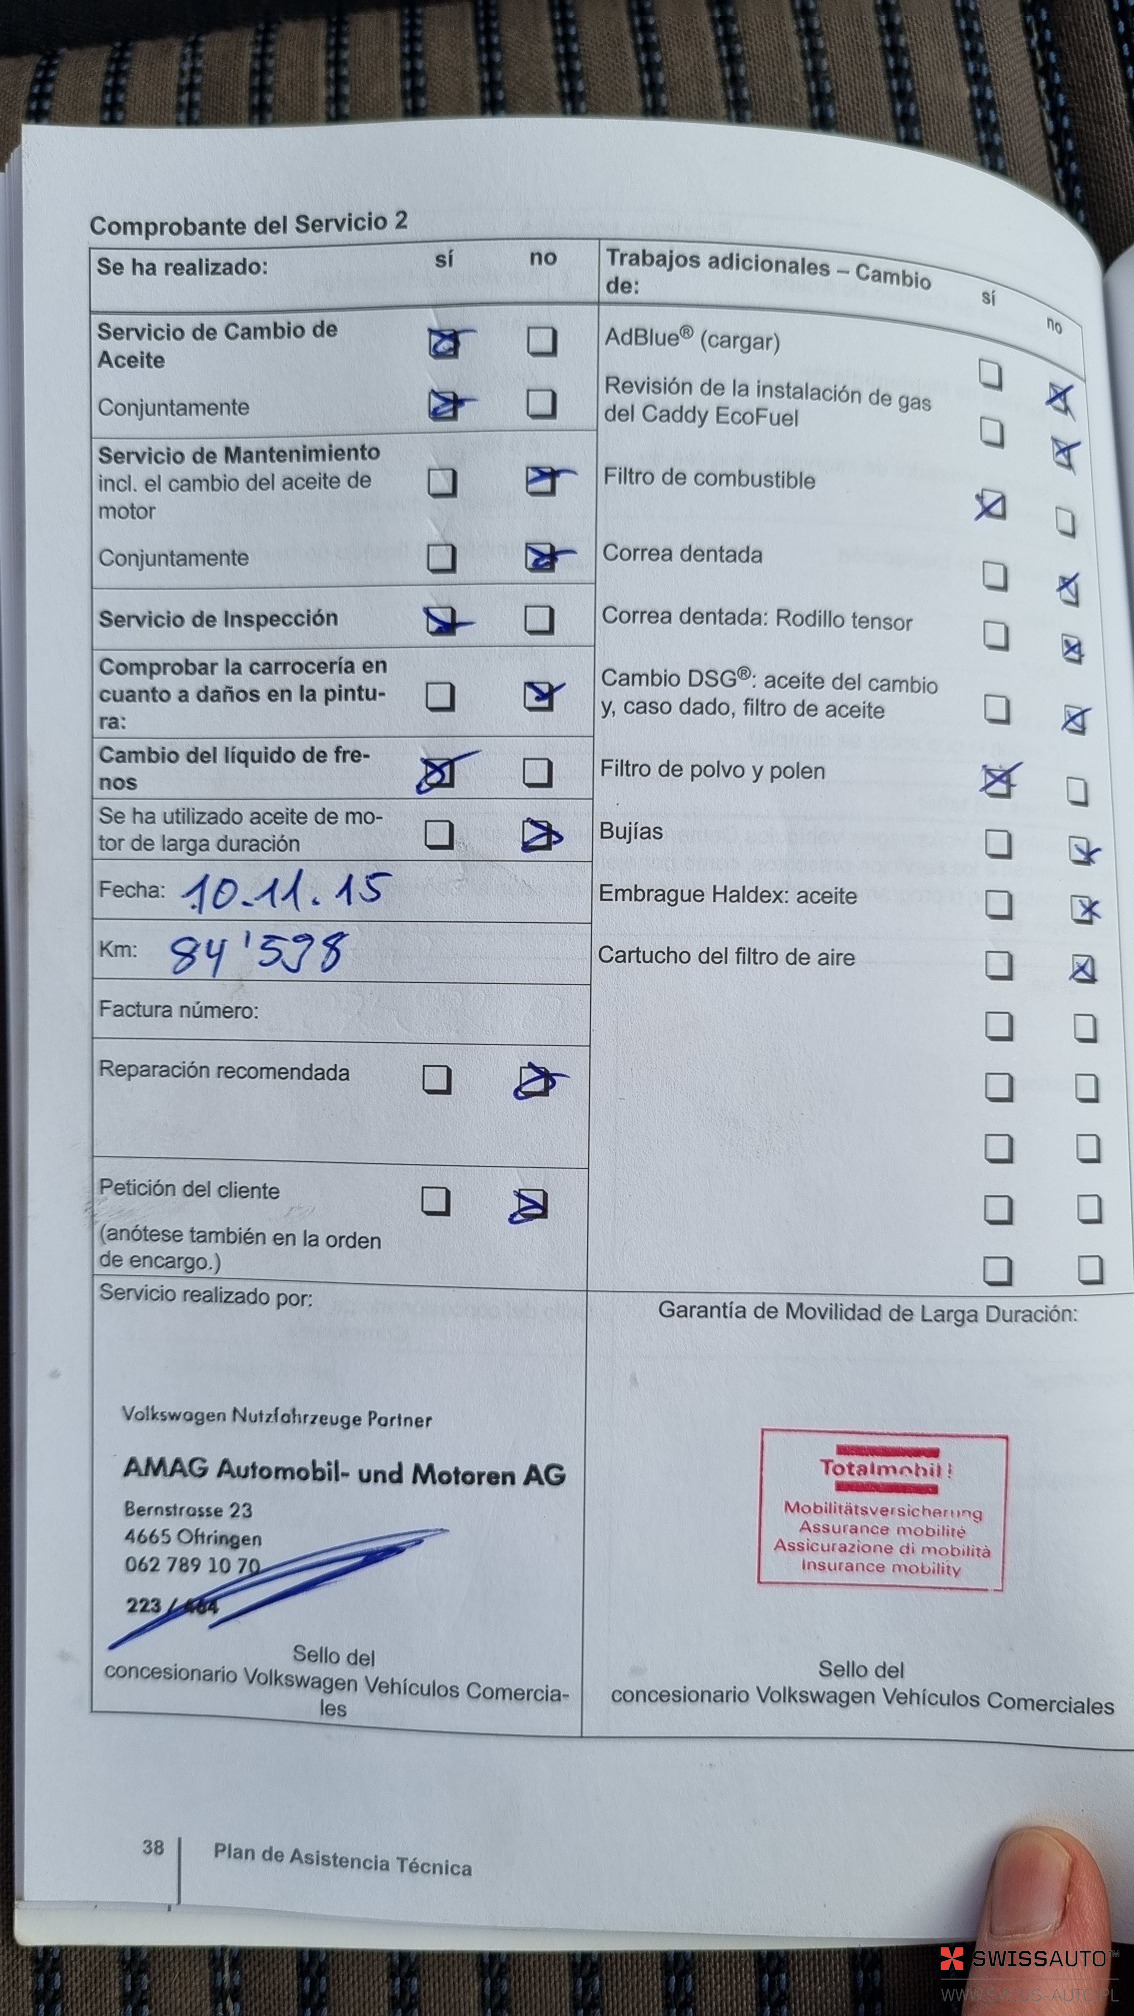 Comprobante del Servicio 2
Se ha realizado: sí no
Servicio de Cambio de
Aceite
Conjuntamente
Servicio de Mantenimiento
incl. el cambio del aceite de
motor
Conjuntamente
Servicio de Inspección
Comprobar la carrocería en
cuanto a daños en la pintu-
ra:
Cambio del líquido de fre-
nos
Se ha utilizado aceite de mo-
tor de larga duración
Fecha: 10.11.15
Km: 84'598
Factura número:
Reparación recomendada
Petición del cliente
(anótese también en la orden
de encargo.)
Servicio realizado por:
Volkswagen Nutzfahrzeuge Partner
AMAG Automobil- und Motoren AG
Bernstrasse 23
4665 Oftringen
062 789 10 70
223 / 464
Sello del
concesionario Volkswagen Vehículos Comercia-
les
Trabajos adicionales – Cambio
de: sí no
AdBlue® (cargar)
Revisión de la instalación de gas
del Caddy EcoFuel
Filtro de combustible
Correa dentada
Correa dentada: Rodillo tensor
Cambio DSG®: aceite del cambio
y, caso dado, filtro de aceite
Filtro de polvo y polen
Bujías
Embrague Haldex: aceite
Cartucho del filtro de aire
Garantía de Movilidad de Larga Duración:
Totalmobil!
Mobilitätsversicherung
Assurance mobilité
Assicurazione di mobilità
Insurance mobility
Sello del
concesionario Volkswagen Vehículos Comerciales
38 Plan de Asistencia Técnica
SWISSAUTO™
WWW.SWISS-AUTO.PL